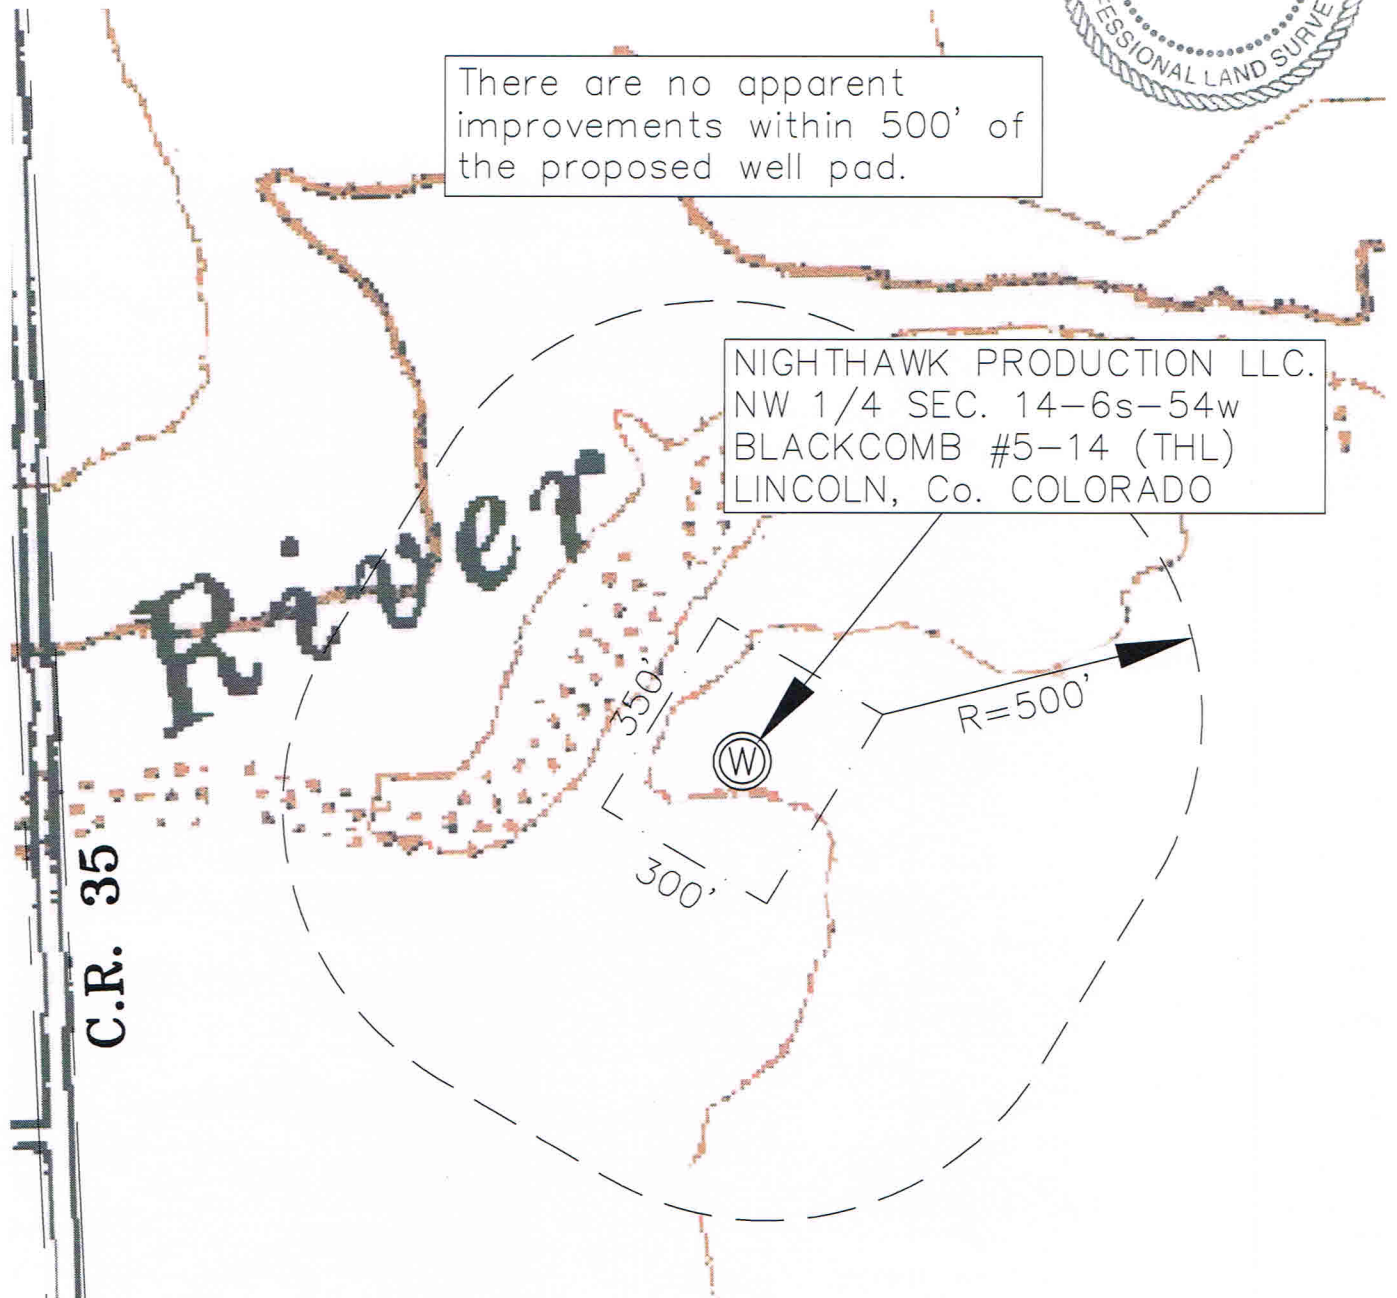 FESSIONAL LAND SURVE
There are no apparent
improvements within 500' of
the proposed well pad.
NIGHTHAWK PRODUCTION LLC.
NW 1/4 SEC. 14-6s-54w
BLACKCOMB #5-14 (THL)
LINCOLN, Co. COLORADO
River
350'
R=500'
W
300'
C.R. 35